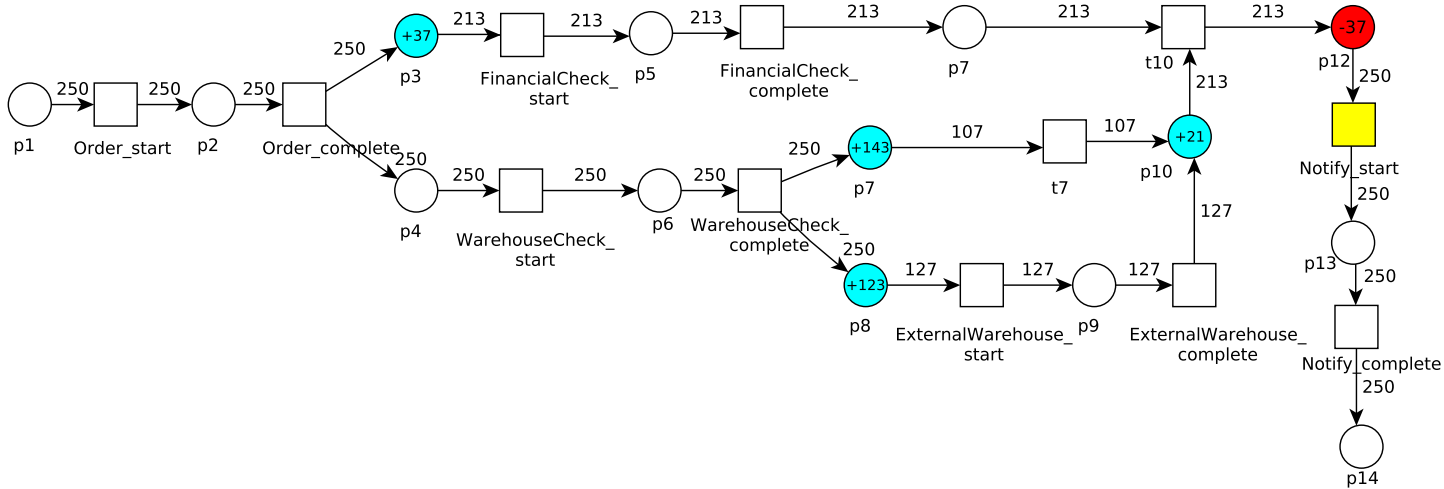 213
213
213
213
213
213
+37
-37
250
p3
p5
p7
t10
p12
FinancialCheck_
start
FinancialCheck_
complete
250
213
250
250
250
p1
Order_start
p2
Order_complete
107
107
+143
+21
250
250
p7
t7
p10
Notify_start
250
250
250
p4
p6
250
WarehouseCheck_
start
WarehouseCheck_
complete
127
250
p13
127
127
127
250
+123
p8
ExternalWarehouse_
start
p9
ExternalWarehouse_
complete
Notify_complete
250
p14